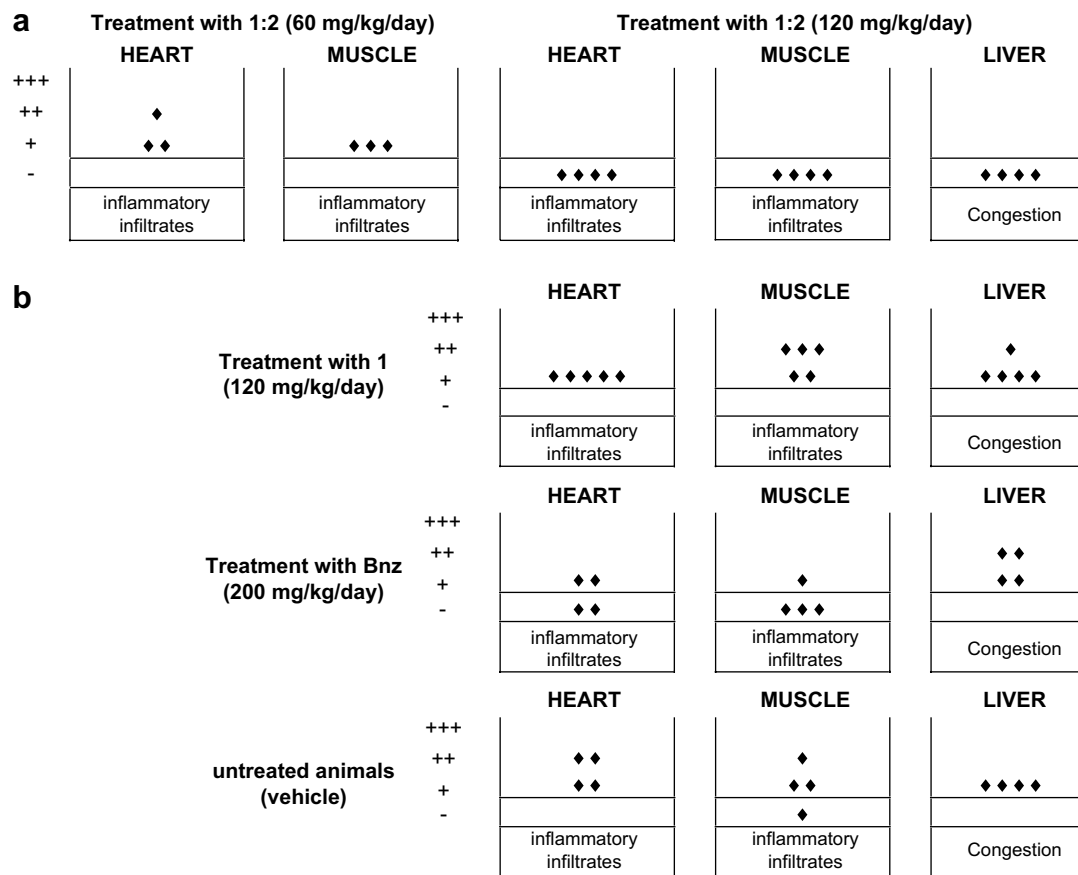 a
Treatment with 1:2 (60 mg/kg/day) Treatment with 1:2 (120 mg/kg/day)
HEART MUSCLE HEART MUSCLE LIVER
+++
++
+
-
inflammatory inflammatory inflammatory inflammatory Congestion
infiltrates infiltrates infiltrates infiltrates
b
HEART MUSCLE LIVER
+++
++
Treatment with 1
(120 mg/kg/day)
+
-
inflammatory inflammatory Congestion
infiltrates infiltrates
HEART MUSCLE LIVER
+++
++
Treatment with Bnz
(200 mg/kg/day)
+
-
inflammatory inflammatory Congestion
infiltrates infiltrates
HEART MUSCLE LIVER
+++
++
untreated animals
(vehicle)
+
-
inflammatory inflammatory Congestion
infiltrates infiltrates